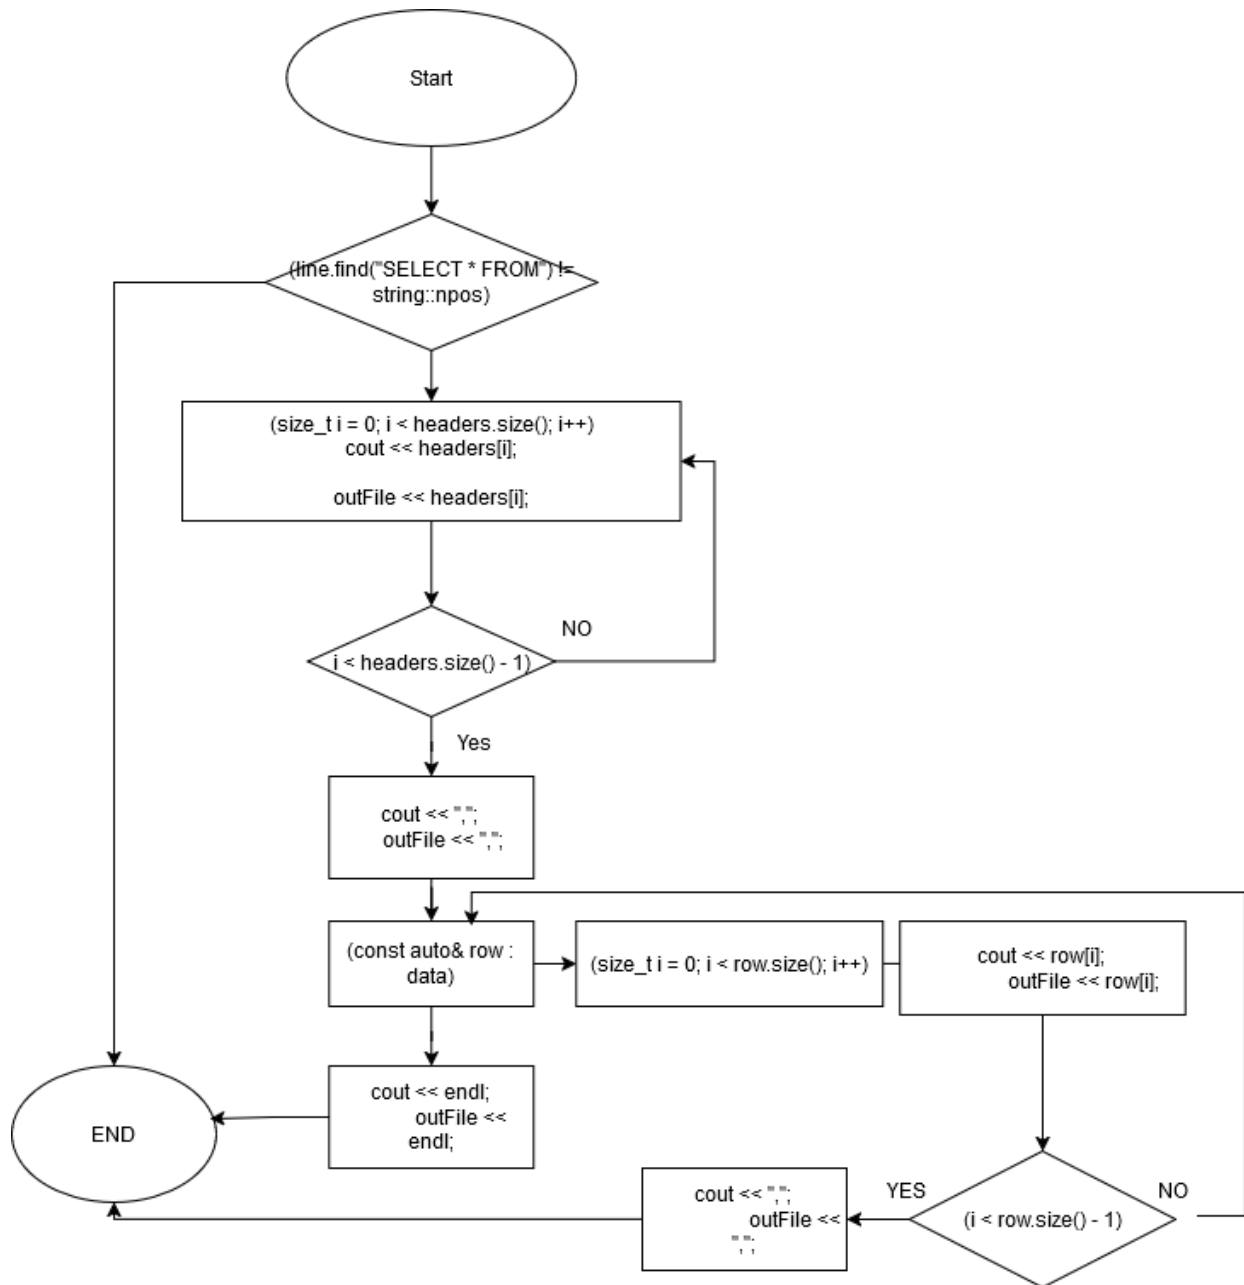 Start
(line.find("SELECT * FROM") !=
string::npos)
(size_t i = 0; i < headers.size(); i++)
cout << headers[i];
outFile << headers[i];
NO
i < headers.size() - 1)
Yes
cout << ",";
outFile << ",";
(const auto& row :
data)
(size_t i = 0; i < row.size(); i++)
cout << row[i];
outFile << row[i];
cout << endl;
outFile <<
endl;
END
cout << ",";
outFile <<
",";
YES
(i < row.size() - 1)
NO